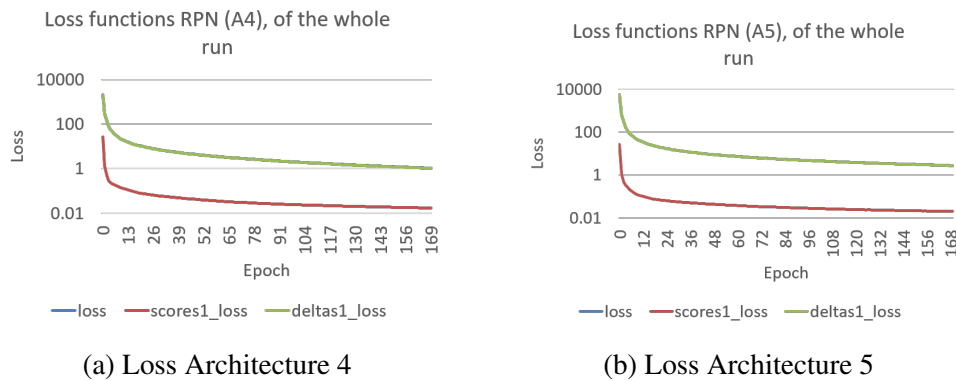 Loss functions RPN (A4), of the whole
run
10000
100
1
0.01
Loss
0 13 26 39 52 65 78 91 104 117 130 143 156 169
Epoch
loss scores1_loss deltas1_loss
(a) Loss Architecture 4
Loss functions RPN (A5), of the whole
run
10000
100
1
0.01
Loss
0 12 24 36 48 60 72 84 96 108 120 132 144 156 168
Epoch
loss scores1_loss deltas1_loss
(b) Loss Architecture 5